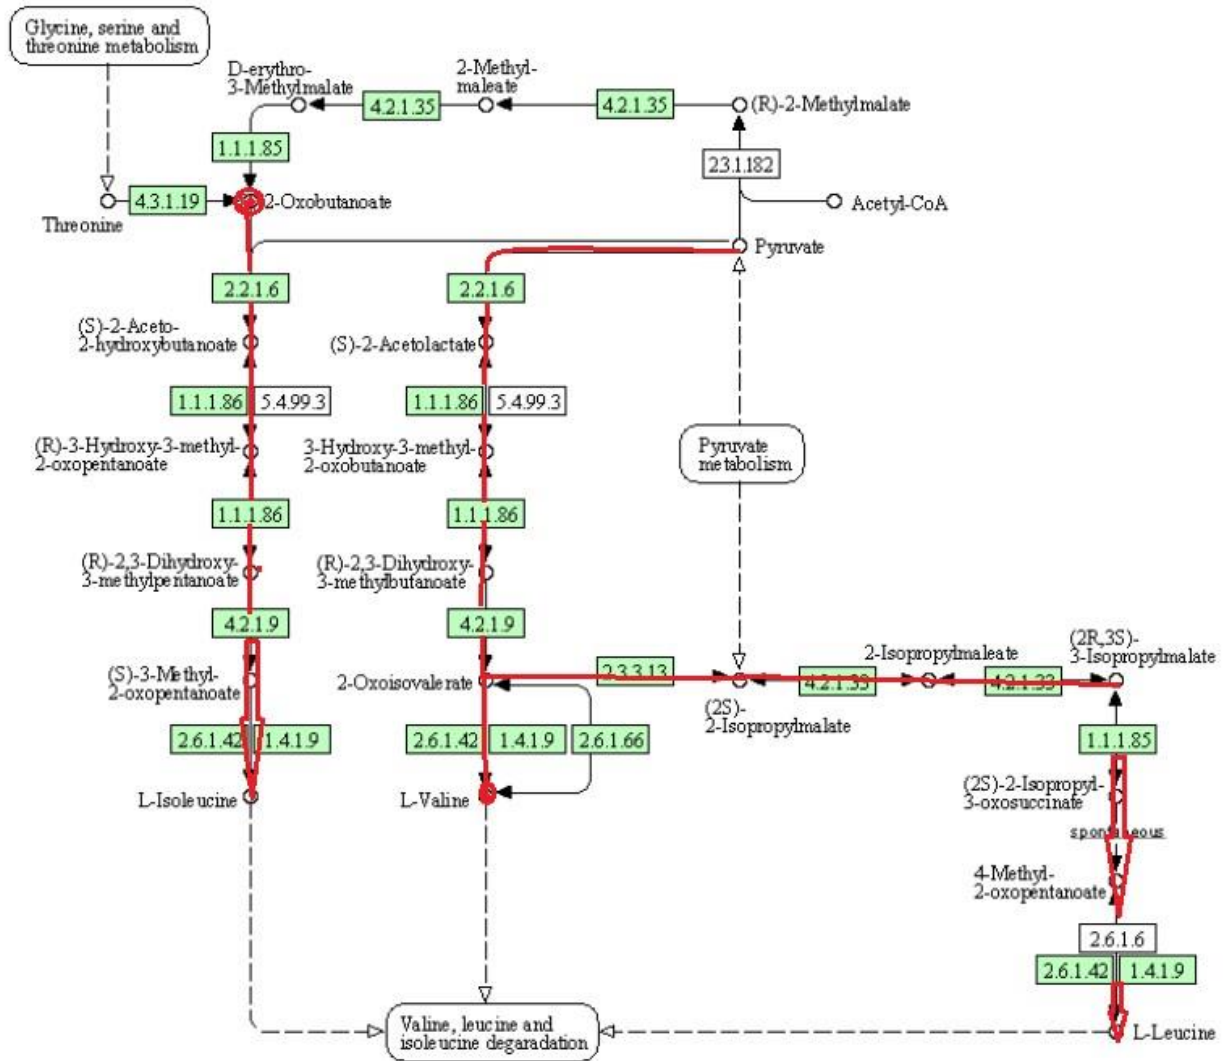 Glycine, serine and
threonine metabolism
D-erythro-
3-Methylmalate
2-Methyl-
maleate
4.2.1.35
4.2.1.35
(R)-2-Methylmalate
1.1.1.85
2.3.1.182
4.3.1.19
2-Oxobutanoate
Acetyl-CoA
Threonine
Pyruvate
2.2.1.6
2.2.1.6
(S)-2-Aceto-
2-hydroxybutanoate
(S)-2-Acetolactate
1.1.1.86
5.4.99.3
1.1.1.86
5.4.99.3
(R)-3-Hydroxy-3-methyl-
2-oxopentanoate
3-Hydroxy-3-methyl-
2-oxobutanoate
Pyruvate
metabolism
1.1.1.86
1.1.1.86
(R)-2,3-Dihydroxy-
3-methylpentanoate
(R)-2,3-Dihydroxy-
3-methylbutanoate
4.2.1.9
4.2.1.9
(S)-3-Methyl-
2-oxopentanoate
2-Oxoisovalerate
2.3.3.13
(2S)-
2-Isopropylmalate
4.2.1.33
2-Isopropylmaleate
4.2.1.33
(2R,3S)-
3-Isopropylmalate
2.6.1.42
1.4.1.9
2.6.1.42
1.4.1.9
2.6.1.66
1.1.1.85
L-Isoleucine
L-Valine
(2S)-2-Isopropyl-
3-oxosuccinate
spontaneous
4-Methyl-
2-oxopentanoate
2.6.1.6
2.6.1.42
1.4.1.9
Valine, leucine and
isoleucine degaradation
L-Leucine